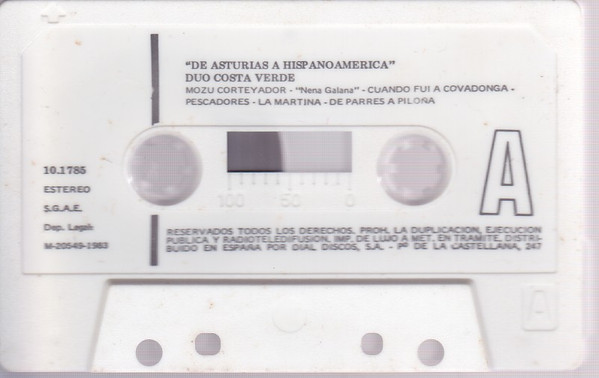 "DE ASTURIAS A HISPANOAMERICA"
DUO COSTA VERDE
MOZU CORTEYADOR - "Nena Galana" - CUANDO FUI A COVADONGA -
PESCADORES - LA MARTINA - DE PARRES A PILOÑA
10.1785
ESTEREO
S.G.A.E.
Dep. Legal:
M-20549-1983
A
100 50 0
RESERVADOS TODOS LOS DERECHOS. PROH. LA DUPLICACION, EJECUCION
PUBLICA Y RADIOTELEDIFUSION. IMP. DE LUJO A MET. EN TRAMITE, DISTRI-
BUIDO EN ESPAÑA POR DIAL DISCOS, S.A. - Pº DE LA CASTELLANA, 247
A